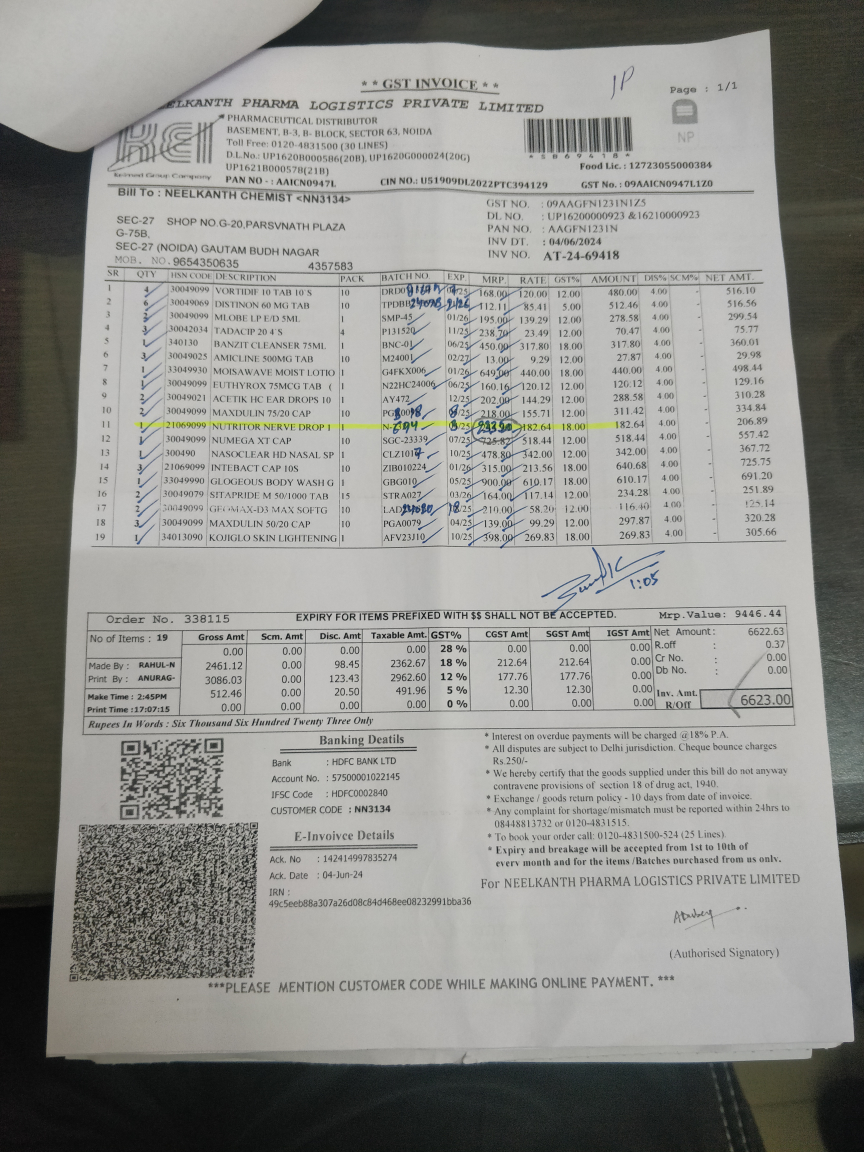 * * GST INVOICE * *
IP
Page : 1/1
ELKANTH PHARMA LOGISTICS PRIVATE LIMITED
PHARMACEUTICAL DISTRIBUTOR
BASEMENT, B-3, B- BLOCK, SECTOR 63, NOIDA
Toll Free: 0120-4831500 (30 LINES)
D.L.No.: UP1620B000586(20B), UP1620G000024(20G)
UP1621B000578(21B)
PAN NO - : AAICN0947L
CIN NO.: U51909DL2022PTC394129
NP
Food Lic. : 12723055000384
GST No. : 09AAICN0947L1Z0
Bill To : NEELKANTH CHEMIST <NN3134>
SEC-27 SHOP NO.G-20,PARSVNATH PLAZA
G-75B,
SEC-27 (NOIDA) GAUTAM BUDH NAGAR
MOB. NO. 9654350635 4357583
GST NO. : 09AAGFN1231N1Z5
DL NO. : UP16200000923 &16210000923
PAN NO. : AAGFN1231N
INV DT. : 04/06/2024
INV NO. AT-24-69418
SR QTY HSN CODE DESCRIPTION PACK BATCH NO. EXP MRP. RATE GST% AMOUNT DIS% SCM% NET AMT.
1 4 30049099 VORTIDIF 10 TAB 10'S 168.00 120.00 12.00 480.00 4.00 - 516.10
2 6 30049069 DISTINON 60 MG TAB 10 112.11 85.41 5.00 512.46 4.00 - 516.56
3 2 30049099 MLOBE LP E/D 5ML 1 SMP-45 01/26 195.00 139.29 12.00 278.58 4.00 - 299.54
4 3 30042034 TADACIP 20 4'S 4 P131520 11/25 238.70 23.49 12.00 70.47 4.00 - 75.77
5 1 340130 BANZIT CLEANSER 75ML 1 BNC-01 06/25 450.00 317.80 18.00 317.80 4.00 - 360.01
6 3 30049025 AMICLINE 500MG TAB 10 M24001 02/27 13.00 9.29 12.00 27.87 4.00 - 29.98
7 1 33049930 MOISAWAVE MOIST LOTIO 1 G4FKX006 01/26 649.00 440.00 18.00 440.00 4.00 - 498.44
8 1 30049099 EUTHYROX 75MCG TAB ( 1 N22HC24006 06/25 160.16 120.12 12.00 120.12 4.00 - 129.16
9 2 30049021 ACETIK HC EAR DROPS 10 1 AY472 12/25 202.00 144.29 12.00 288.58 4.00 - 310.28
10 2 30049099 MAXDULIN 75/20 CAP 10 218.00 155.71 12.00 311.42 4.00 - 334.84
11 1 21069099 NUTRITOR NERVE DROP 1 182.64 18.00 182.64 4.00 - 206.89
12 1 30049099 NUMEGA XT CAP 10 SGC-23339 07/25 725.82 518.44 12.00 518.44 4.00 - 557.42
13 1 300490 NASOCLEAR HD NASAL SP 1 10/25 478.80 342.00 12.00 342.00 4.00 - 367.72
14 3 21069099 INTEBACT CAP 10S 10 ZIB010224 01/26 315.00 213.56 18.00 640.68 4.00 - 725.75
15 1 33049990 GLOGEOUS BODY WASH G 1 GBG010 05/25 900.00 610.17 18.00 610.17 4.00 - 691.20
16 2 30049079 SITAPRIDE M 50/1000 TAB 15 STRA027 03/26 164.00 117.14 12.00 234.28 4.00 - 251.89
17 2 30049099 GEOMAX-D3 MAX SOFTG 10 210.00 58.20 12.00 116.40 4.00 - 125.14
18 3 30049099 MAXDULIN 50/20 CAP 10 PGA0079 04/25 139.00 99.29 12.00 297.87 4.00 - 320.28
19 1 34013090 KOJIGLO SKIN LIGHTENING 1 AFV23J10 10/25 398.00 269.83 18.00 269.83 4.00 - 305.66
1:05
Order No. 338115 EXPIRY FOR ITEMS PREFIXED WITH $$ SHALL NOT BE ACCEPTED. Mrp.Value: 9446.44
No of Items : 19 Gross Amt Scm. Amt Disc. Amt Taxable Amt. GST% CGST Amt SGST Amt IGST Amt Net Amount: 6622.63
0.00 0.00 0.00 0.00 28 % 0.00 0.00 0.00 R.off : 0.37
Made By : RAHUL-N 2461.12 0.00 98.45 2362.67 18 % 212.64 212.64 0.00 Cr No. : 0.00
Print By : ANURAG- 3086.03 0.00 123.43 2962.60 12 % 177.76 177.76 0.00 Db No. : 0.00
Make Time : 2:45PM 512.46 0.00 20.50 491.96 5 % 12.30 12.30 0.00 Inv. Amt.
Print Time :17:07:15 0.00 0.00 0.00 0.00 0 % 0.00 0.00 0.00 R/Off 6623.00
Rupees In Words : Six Thousand Six Hundred Twenty Three Only
Banking Deatils
Bank : HDFC BANK LTD
Account No. : 57500001022145
IFSC Code : HDFC0002840
CUSTOMER CODE : NN3134
E-Invoivce Details
Ack. No : 142414997835274
Ack. Date : 04-Jun-24
IRN :
49c5eeb88a307a26d08c84d468ee08232991bba36
* Interest on overdue payments will be charged @18% P.A.
* All disputes are subject to Delhi jurisdiction. Cheque bounce charges
Rs.250/-
* We hereby certify that the goods supplied under this bill do not anyway
contravene provisions of section 18 of drug act, 1940.
* Exchange / goods return policy - 10 days from date of invoice.
* Any complaint for shortage/mismatch must be reported within 24hrs to
08448813732 or 0120-4831515.
* To book your order call: 0120-4831500-524 (25 Lines)
* Expiry and breakage will be accepted from 1st to 10th of
every month and for the items /Batches purchased from us only.
For NEELKANTH PHARMA LOGISTICS PRIVATE LIMITED
(Authorised Signatory)
***PLEASE MENTION CUSTOMER CODE WHILE MAKING ONLINE PAYMENT. ***